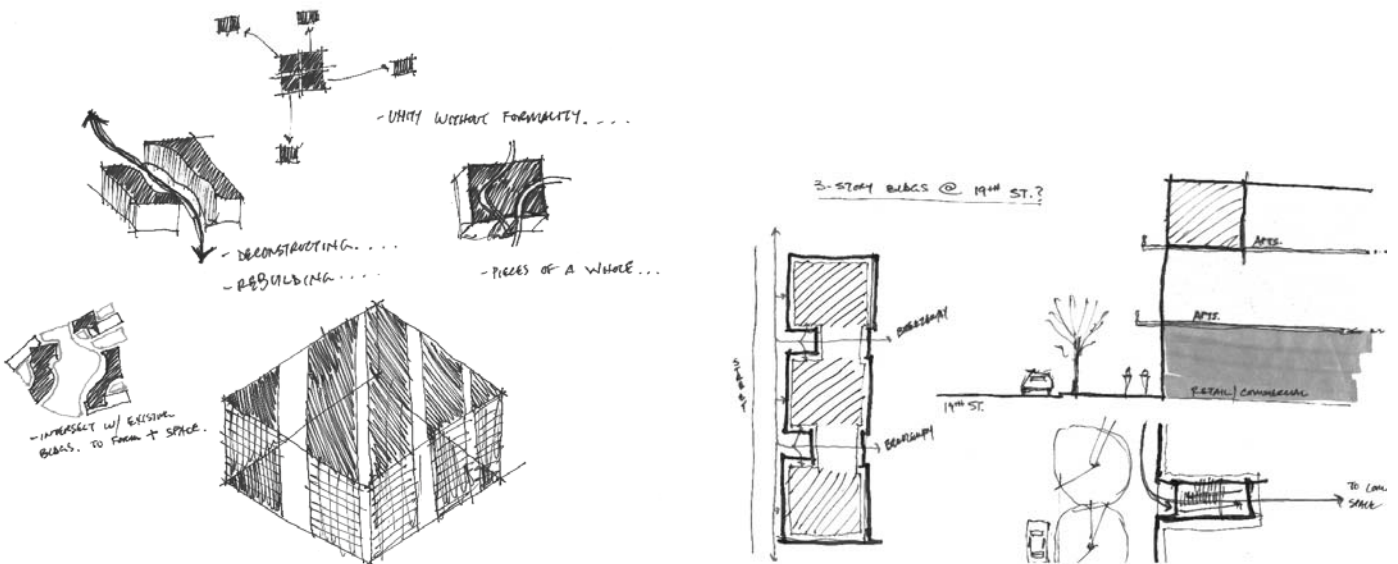 - UNITY WITHOUT FORMALITY....
- DECONSTRUCTING....
- REBUILDING....
- PIECES OF A WHOLE...
- INTERSECT W/ EXISTING
BLDGS. TO FORM + SPACE.
3-STORY BLDGS @ 19TH ST.?
STREET
BREEZEWAY
BREEZEWAY
APTS.
APTS.
RETAIL/COMMERCIAL
19TH ST.
TO
SPACE